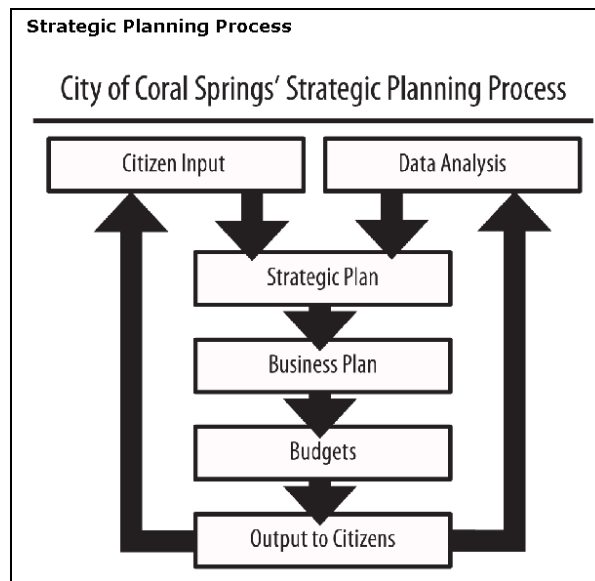 Strategic Planning Process
City of Coral Springs' Strategic Planning Process
Citizen Input
Data Analysis
Strategic Plan
Business Plan
Budgets
Output to Citizens